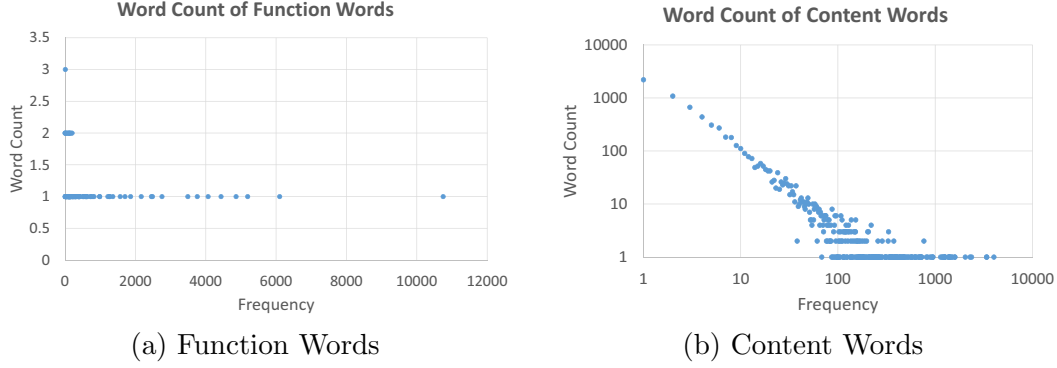 Word Count of Function Words
Word Count
3.5
3
2.5
2
1.5
1
0.5
0
0 2000 4000 6000 8000 10000 12000
Frequency
(a) Function Words
Word Count of Content Words
Word Count
10000
1000
100
10
1
1 10 100 1000 10000
Frequency
(b) Content Words